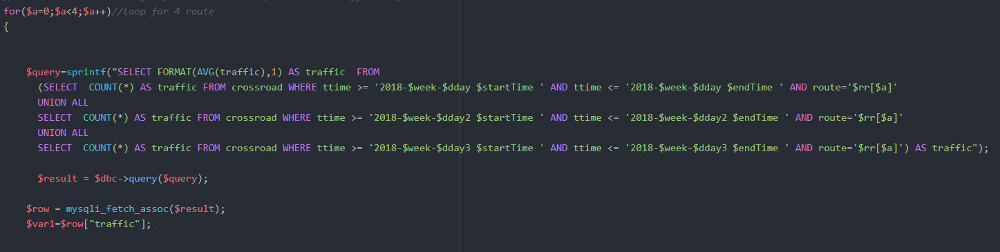 for($a=0;$a<4;$a++)//loop for 4 route
{
$query=sprintf("SELECT FORMAT(AVG(traffic),1) AS traffic  FROM
(SELECT  COUNT(*) AS traffic FROM crossroad WHERE ttime >= '2018-$week-$dday $startTime ' AND ttime <= '2018-$week-$dday $endTime ' AND route='$rr[$a]'
UNION ALL
SELECT  COUNT(*) AS traffic FROM crossroad WHERE ttime >= '2018-$week-$dday2 $startTime ' AND ttime <= '2018-$week-$dday2 $endTime ' AND route='$rr[$a]'
UNION ALL
SELECT  COUNT(*) AS traffic FROM crossroad WHERE ttime >= '2018-$week-$dday3 $startTime ' AND ttime <= '2018-$week-$dday3 $endTime ' AND route='$rr[$a]') AS traffic");
$result = $dbc->query($query);
$row = mysqli_fetch_assoc($result);
$var1=$row["traffic"];